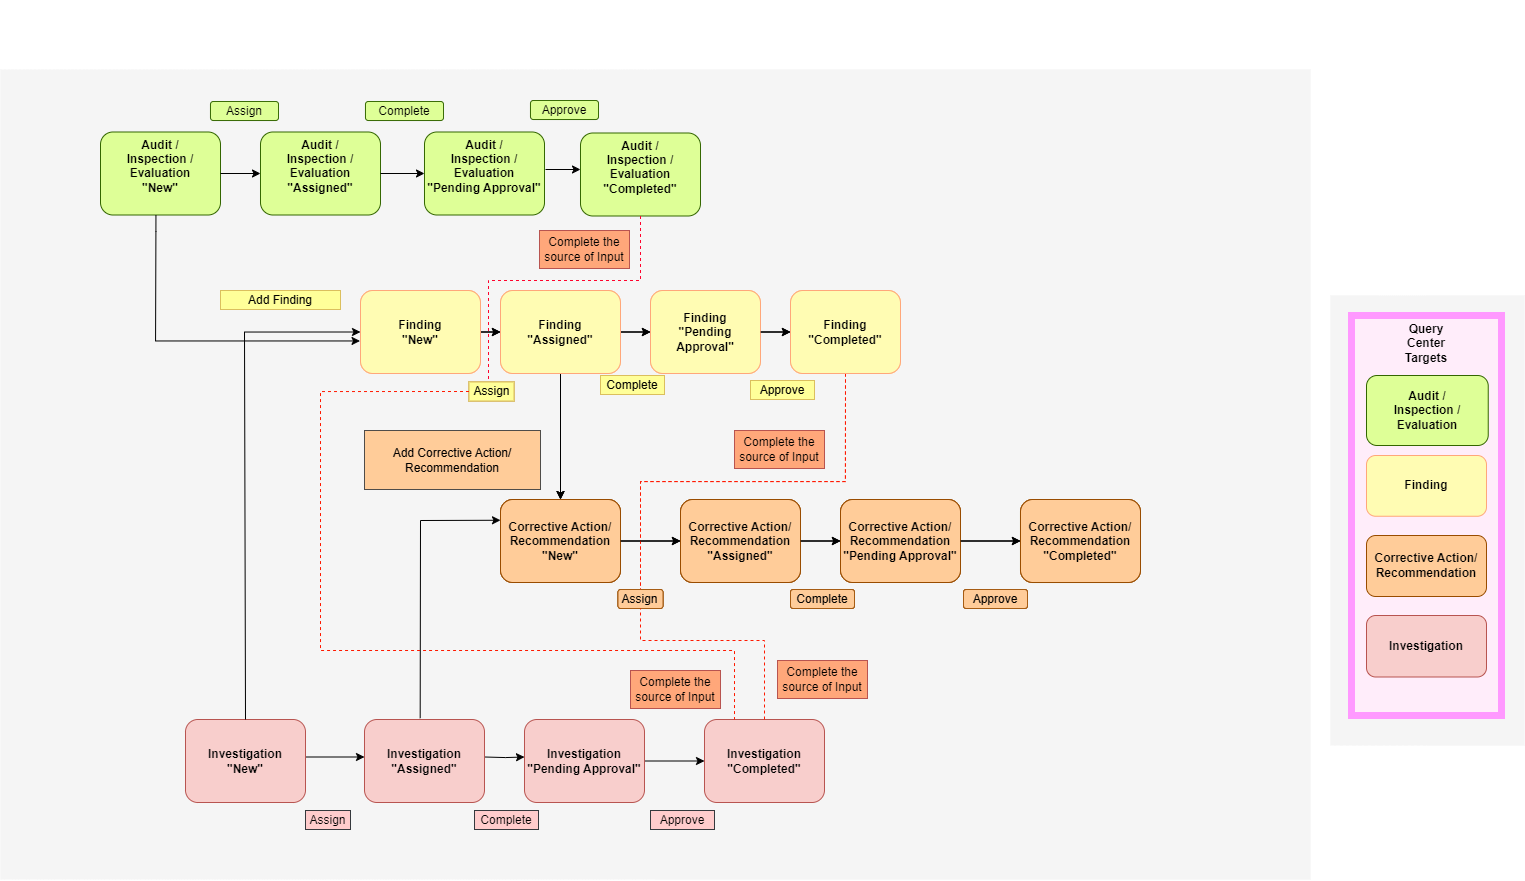 Assign
Complete
Approve
Audit /
Inspection /
Evaluation
"New"
Audit /
Inspection /
Evaluation
"Assigned"
Audit /
Inspection /
Evaluation
"Pending Approval"
Audit /
Inspection /
Evaluation
"Completed"
Complete the
source of Input
Add Finding
Finding
"New"
Finding
"Assigned"
Finding
"Pending
Approval"
Finding
"Completed"
Assign
Complete
Approve
Add Corrective Action/
Recommendation
Complete the
source of Input
Corrective Action/
Recommendation
"New"
Corrective Action/
Recommendation
"Assigned"
Corrective Action/
Recommendation
"Pending Approval"
Corrective Action/
Recommendation
"Completed"
Assign
Complete
Approve
Complete the
source of Input
Complete the
source of Input
Investigation
"New"
Investigation
"Assigned"
Investigation
"Pending Approval"
Investigation
"Completed"
Assign
Complete
Approve
Query
Center
Targets
Audit /
Inspection /
Evaluation
Finding
Corrective Action/
Recommendation
Investigation